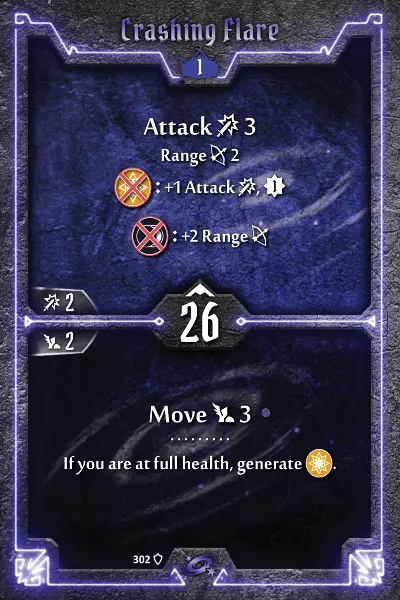 Crashing Flare
1
Attack 3
Range 2
: +1 Attack , 1
: +2 Range
2
26
2
Move 3
If you are at full health, generate .
302